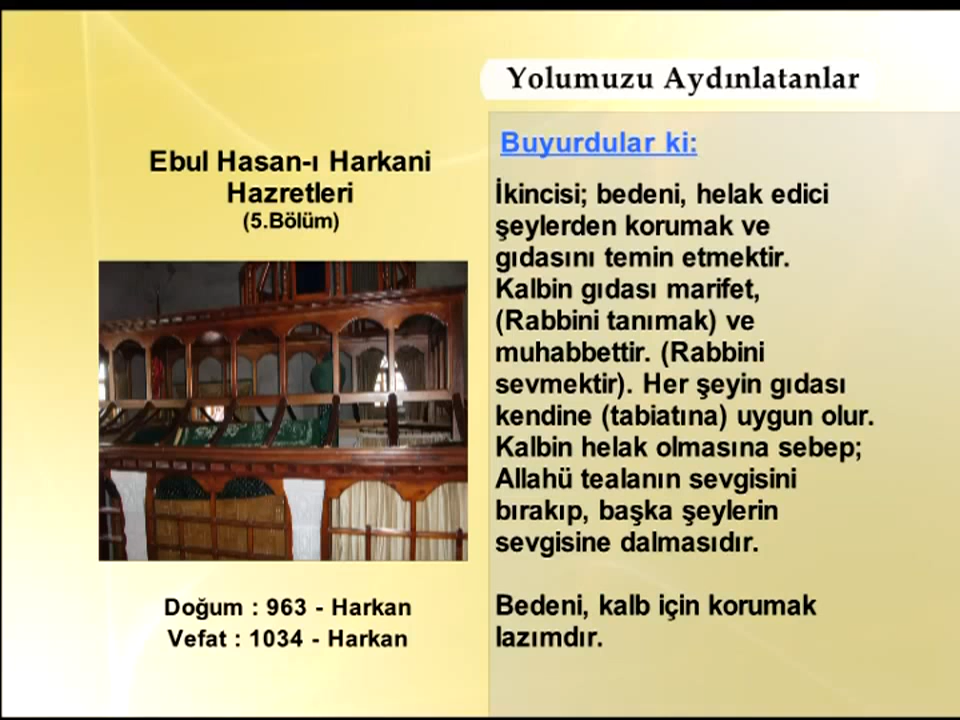 Yolumuzu Aydınlatanlar
Ebul Hasan-ı Harkani
Hazretleri
(5.Bölüm)
Doğum : 963 - Harkan
Vefat : 1034 - Harkan
Buyurdular ki:
İkincisi; bedeni, helak edici
şeylerden korumak ve
gıdasını temin etmektir.
Kalbin gıdası marifet,
(Rabbini tanımak) ve
muhabbettir. (Rabbini
sevmektir). Her şeyin gıdası
kendine (tabiatına) uygun olur.
Kalbin helak olmasına sebep;
Allahü tealanın sevgisini
bırakıp, başka şeylerin
sevgisine dalmasıdır.
Bedeni, kalb için korumak
lazımdır.